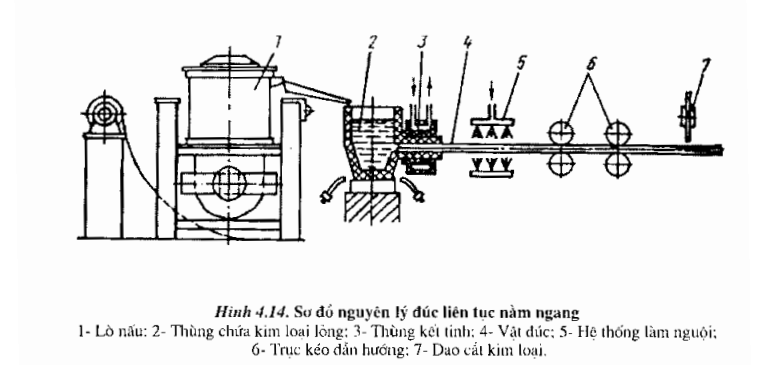 1 2 3 4 5 6 7
Hình 4.14. Sơ đồ nguyên lý đúc liên tục nằm ngang
1- Lò nấu; 2- Thùng chứa kim loại lỏng; 3- Thùng kết tinh; 4- Vật đúc; 5- Hệ thống làm nguội;
6- Trục kéo dẫn hướng; 7- Dao cắt kim loại.